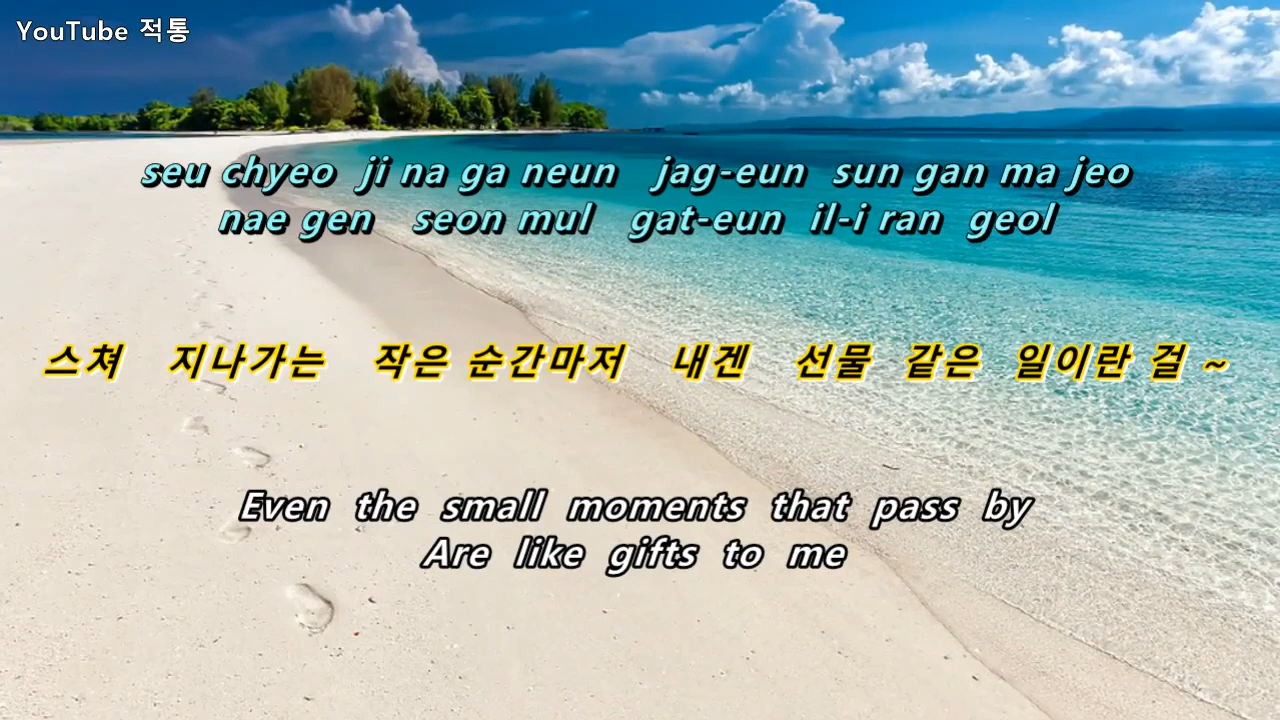 YouTube 적통
seu chyeo ji na ga neun jag-eun sun gan ma jeo
nae gen seon mul gat-eun il-i ran geol
스쳐 지나가는 작은 순간마저 내겐 선물 같은 일이란 걸 ~
Even the small moments that pass by
Are like gifts to me